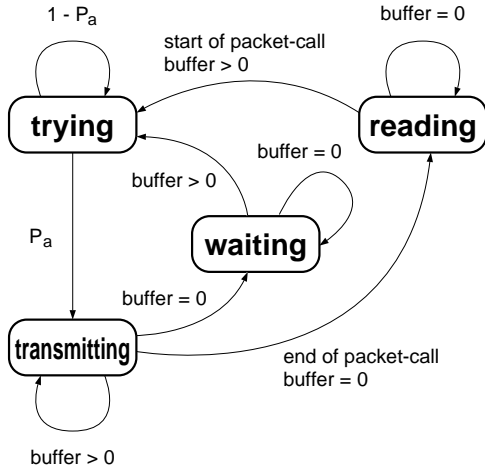 1 - Pa
start of packet-call
buffer > 0
buffer = 0
trying
reading
buffer = 0
buffer > 0
Pa
waiting
buffer = 0
transmitting
end of packet-call
buffer = 0
buffer > 0